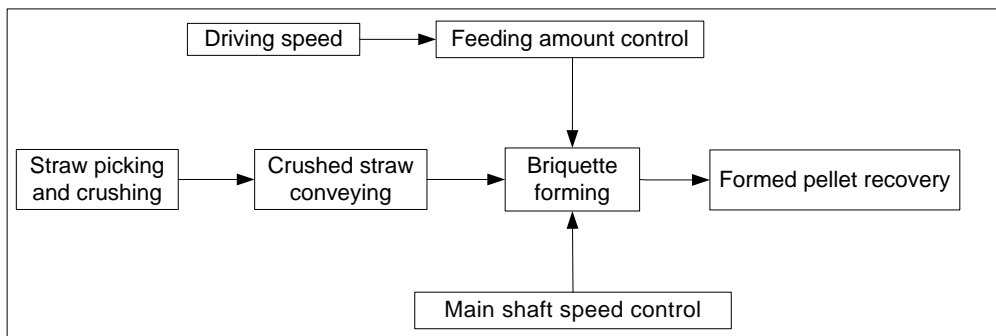 Driving speed
Feeding amount control
Straw picking
and crushing
Crushed straw
conveying
Briquette
forming
Formed pellet recovery
Main shaft speed control